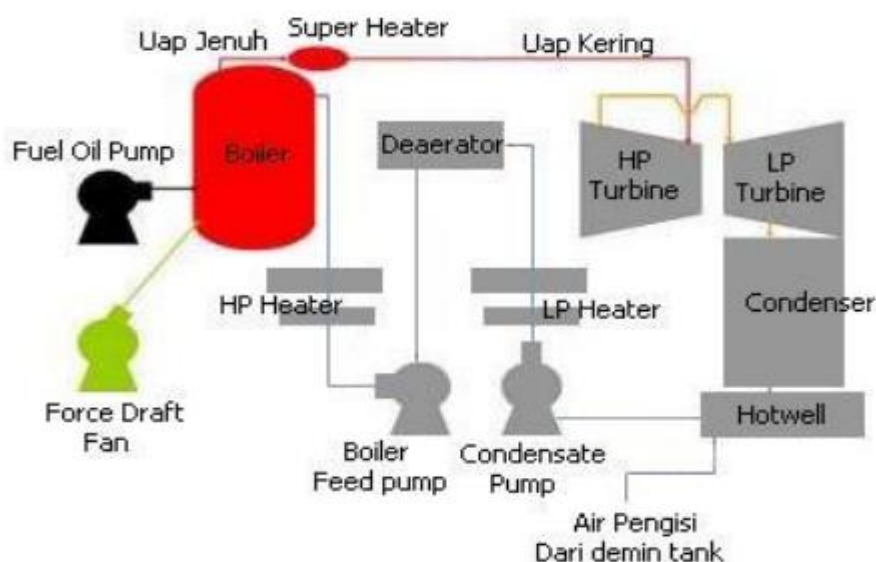 Super Heater
Uap Jenuh
Uap Kering
Fuel Oil Pump
Boiler
Deaerator
HP
Turbine
LP
Turbine
HP Heater
LP Heater
Condenser
Force Draft
Fan
Boiler
Feed pump
Condensate
Pump
Hotwell
Air Pengisi
Dari demin tank